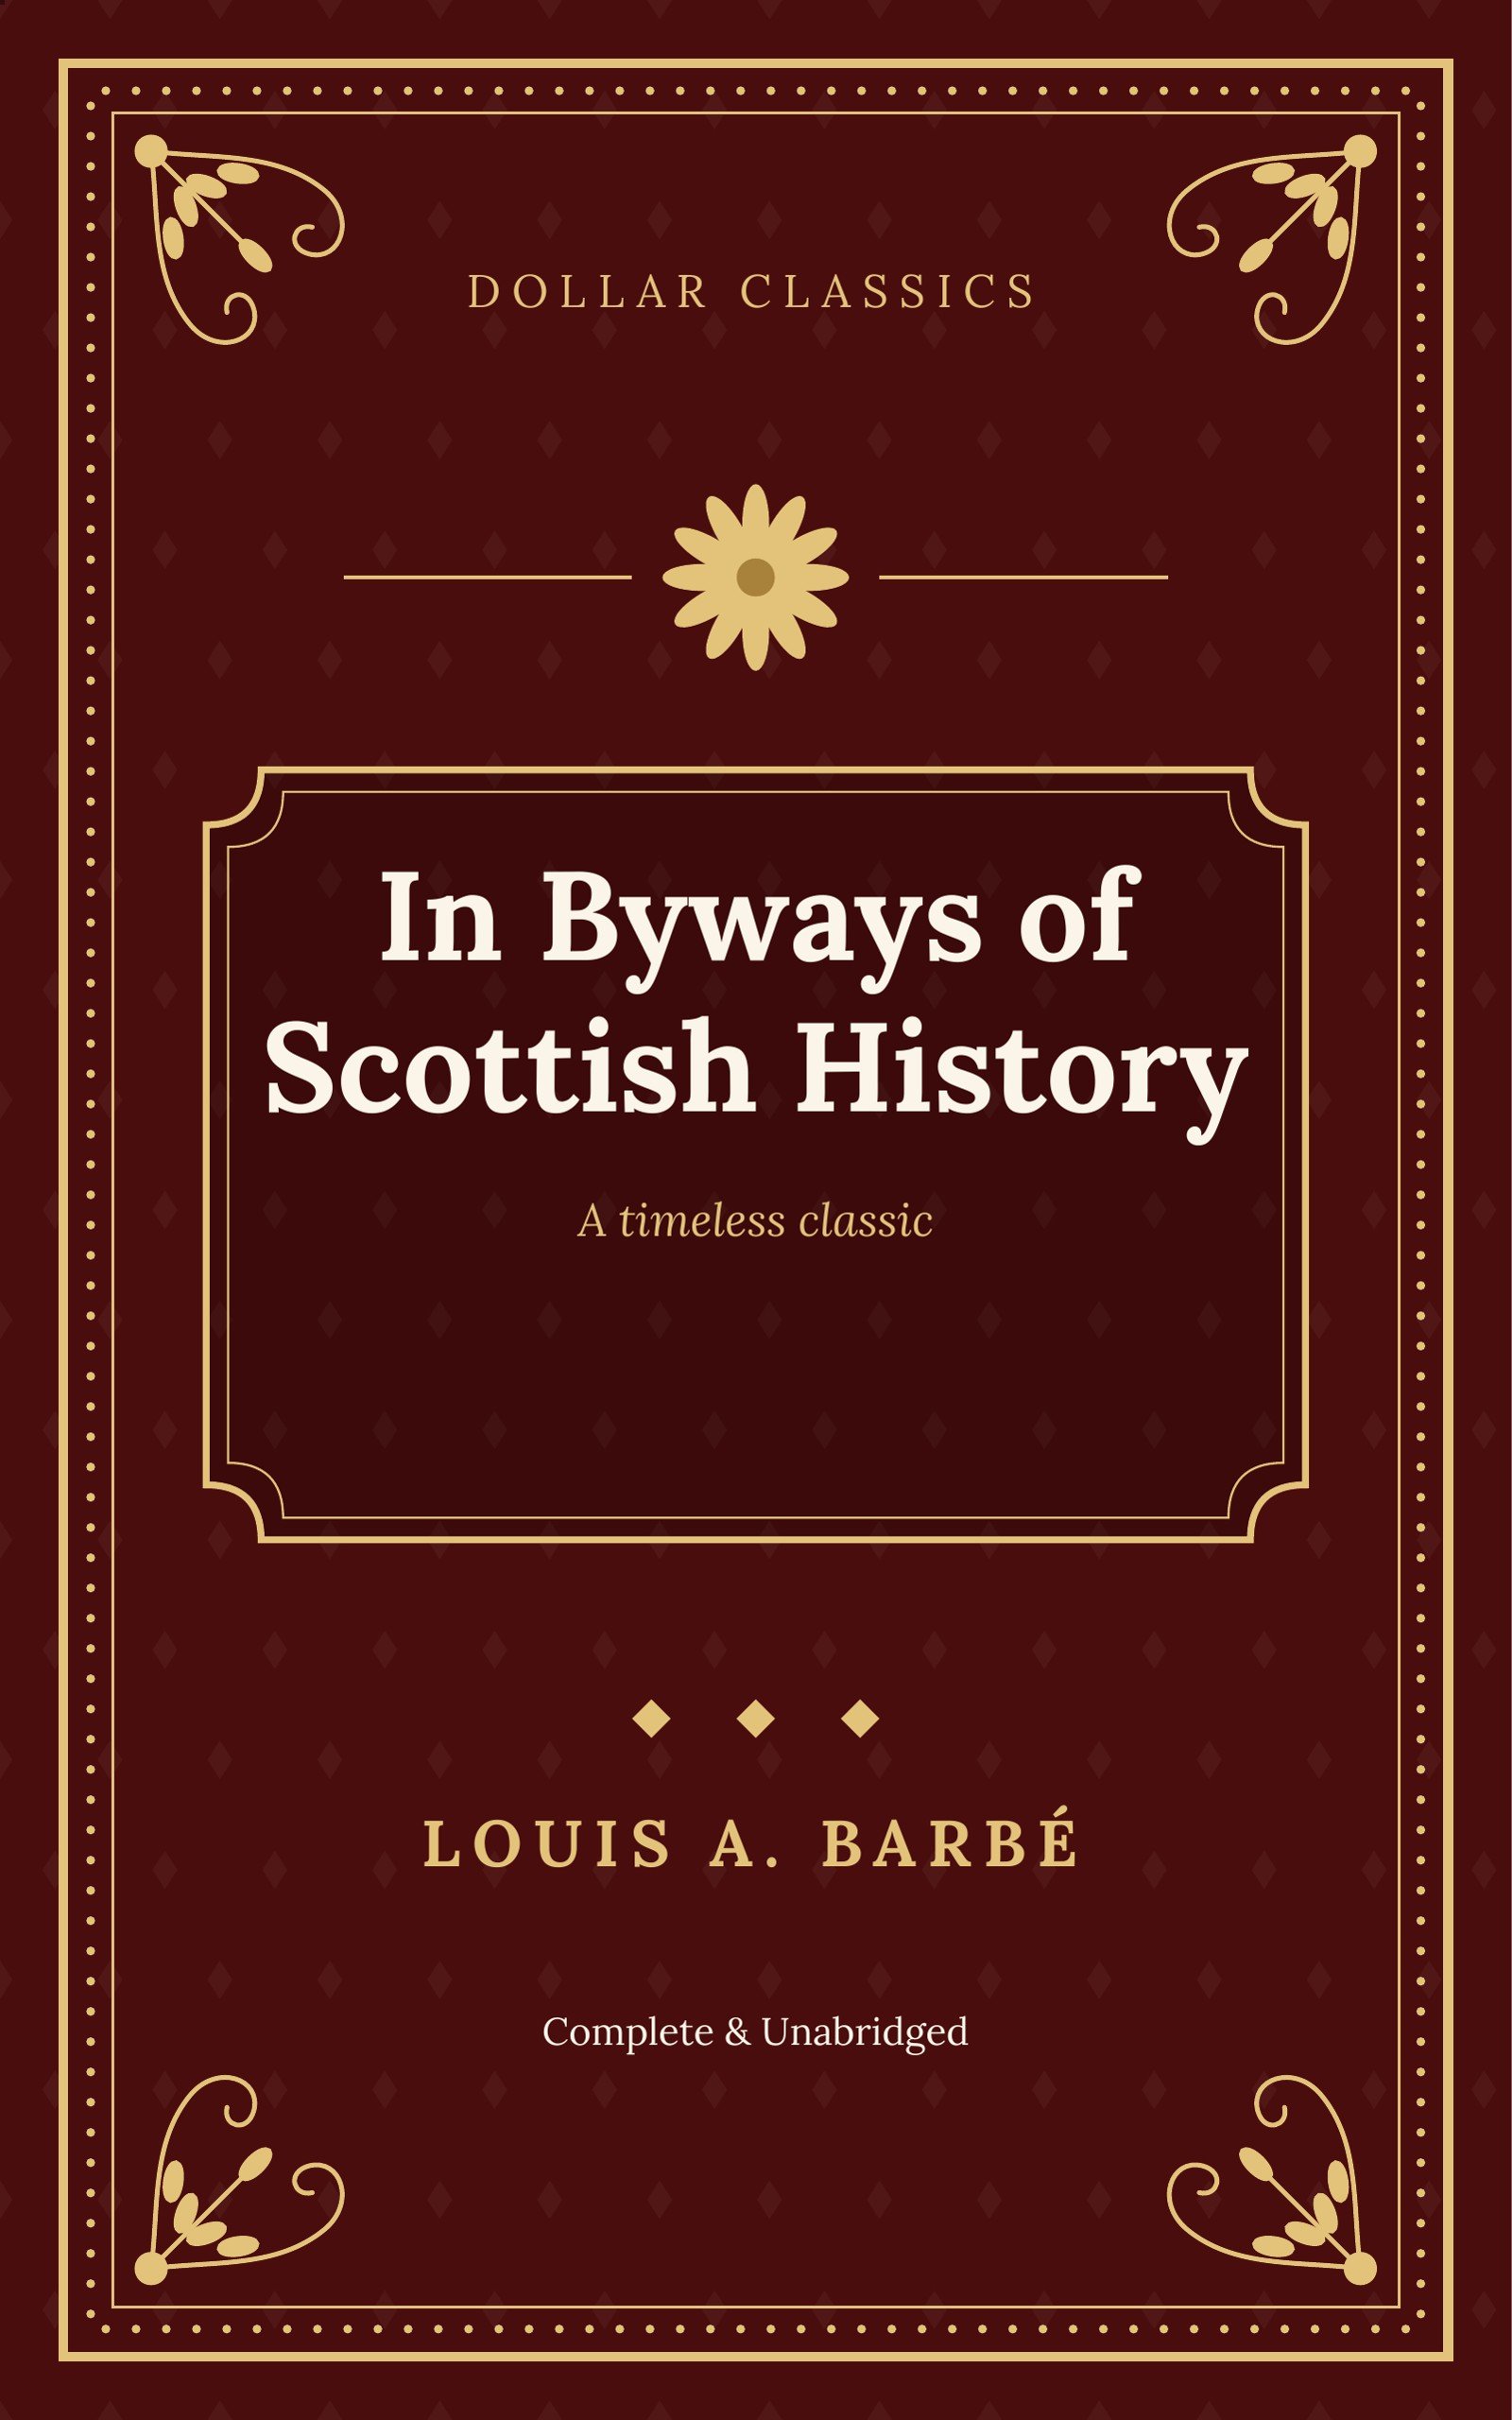 DOLLAR CLASSICS
In Byways of
Scottish History
A timeless classic
LOUIS A. BARBÉ
Complete & Unabridged